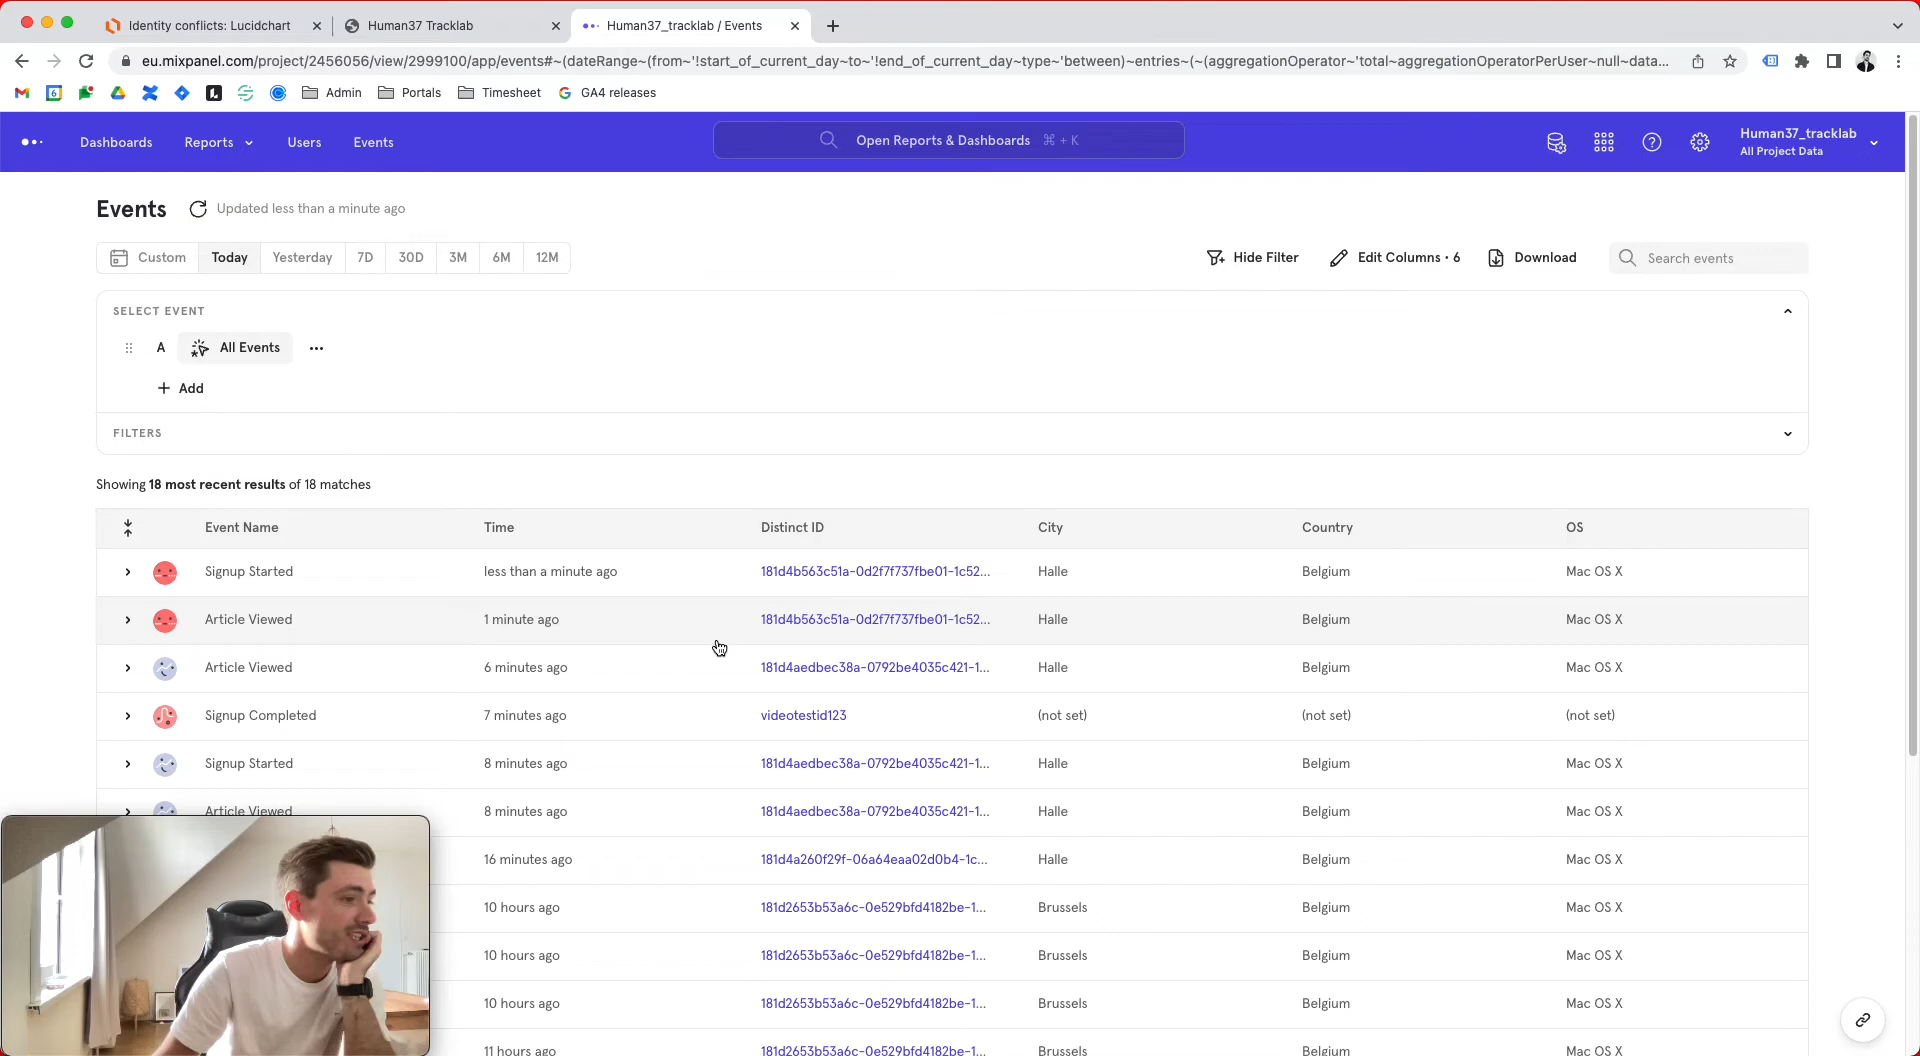 Identity conflicts: Lucidchart
Human37 Tracklab
Human37_tracklab / Events
eu.mixpanel.com/project/2456056/view/2999100/app/events#~(dateRange~(from~'!start_of_current_day~to~'!end_of_current_day~type~'between)~entries~(~(aggregationOperator~'total~aggregationOperatorPerUser~null~data...
6
Admin
Portals
Timesheet
GA4 releases
Dashboards
Reports
Users
Events
Open Reports & Dashboards ⌘ + K
Human37_tracklab
All Project Data
Events
Updated less than a minute ago
Custom Today Yesterday 7D 30D 3M 6M 12M
Hide Filter
Edit Columns • 6
Download
Search events
SELECT EVENT
A All Events ...
+ Add
FILTERS
Showing 18 most recent results of 18 matches
Event Name Time Distinct ID City Country OS
Signup Started less than a minute ago 181d4b563c51a-0d2f7f737fbe01-1c52... Halle Belgium Mac OS X
Article Viewed 1 minute ago 181d4b563c51a-0d2f7f737fbe01-1c52... Halle Belgium Mac OS X
Article Viewed 6 minutes ago 181d4aedbec38a-0792be4035c421-1... Halle Belgium Mac OS X
Signup Completed 7 minutes ago videotestid123 (not set) (not set) (not set)
Signup Started 8 minutes ago 181d4aedbec38a-0792be4035c421-1... Halle Belgium Mac OS X
Article Viewed 8 minutes ago 181d4aedbec38a-0792be4035c421-1... Halle Belgium Mac OS X
16 minutes ago 181d4a260f29f-06a64eaa02d0b4-1c... Halle Belgium Mac OS X
10 hours ago 181d2653b53a6c-0e529bfd4182be-1... Brussels Belgium Mac OS X
10 hours ago 181d2653b53a6c-0e529bfd4182be-1... Brussels Belgium Mac OS X
10 hours ago 181d2653b53a6c-0e529bfd4182be-1... Brussels Belgium Mac OS X
11 hours ago 181d2653b53a6c-0e529bfd4182be-1... Brussels Belgium Mac OS X